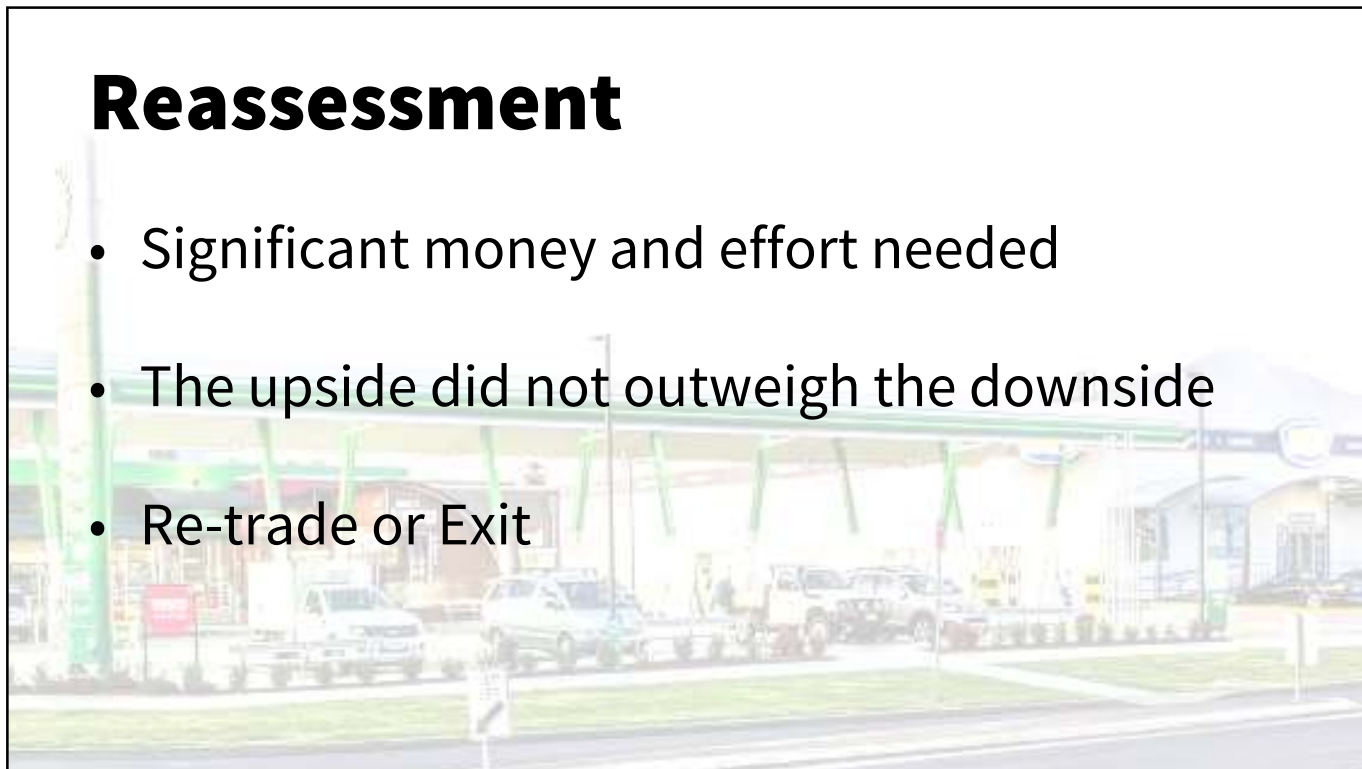 Reassessment
• Significant money and effort needed
• The upside did not outweigh the downside
• Re-trade or Exit